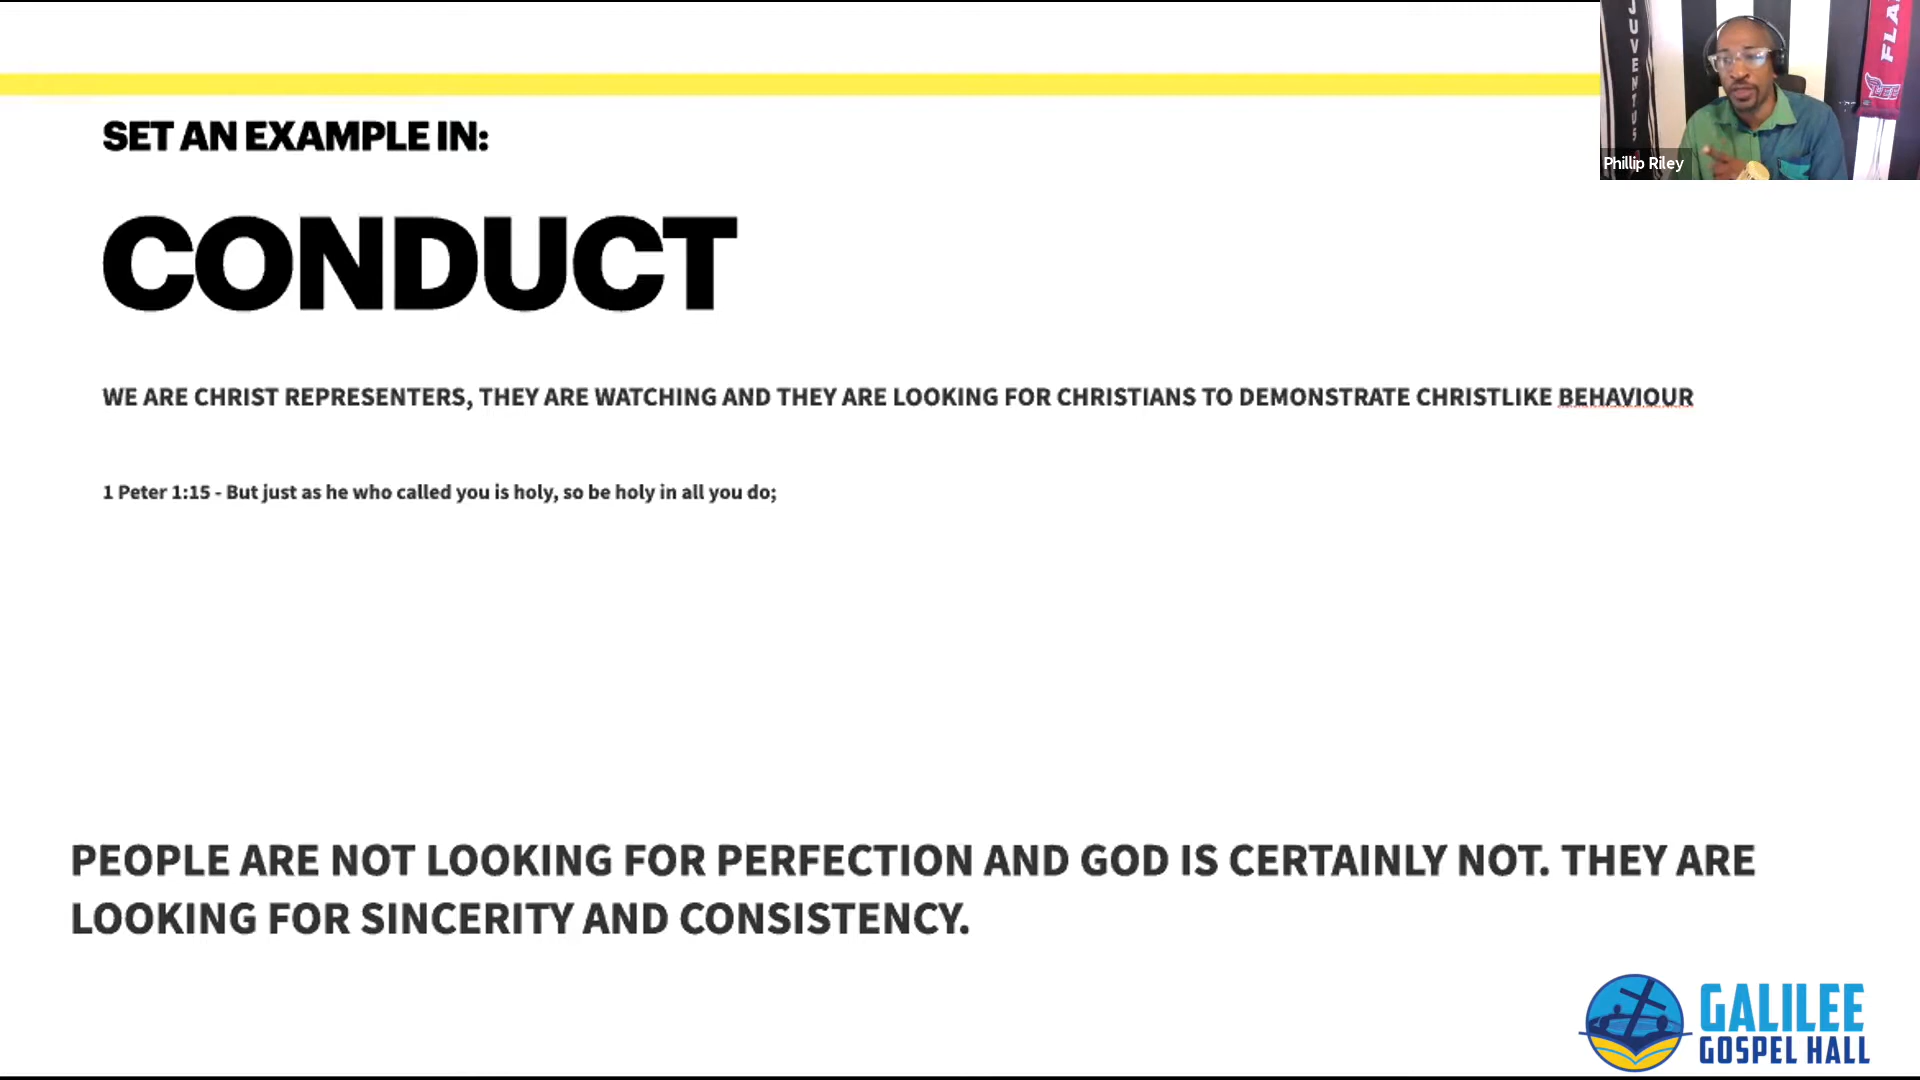 SET AN EXAMPLE IN:
CONDUCT
WE ARE CHRIST REPRESENTERS, THEY ARE WATCHING AND THEY ARE LOOKING FOR CHRISTIANS TO DEMONSTRATE CHRISTLIKE BEHAVIOUR
1 Peter 1:15 - But just as he who called you is holy, so be holy in all you do;
PEOPLE ARE NOT LOOKING FOR PERFECTION AND GOD IS CERTAINLY NOT. THEY ARE
LOOKING FOR SINCERITY AND CONSISTENCY.
JUVENTUS
FLA
LEE
Phillip Riley
GALILEE
GOSPEL HALL